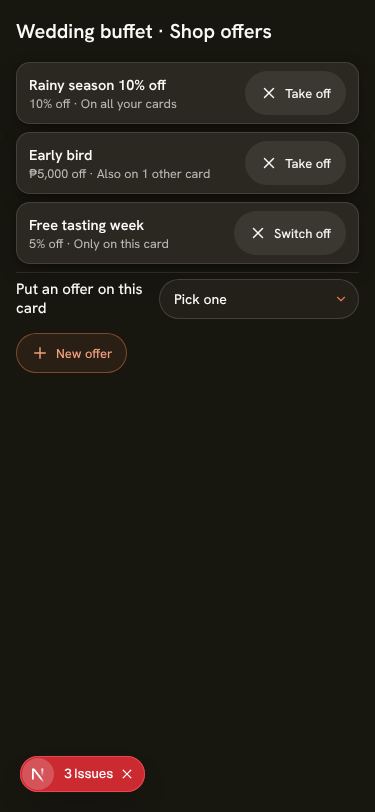 Wedding buffet · Shop offers
Rainy season 10% off
10% off · On all your cards
Take off
Early bird
₱5,000 off · Also on 1 other card
Take off
Free tasting week
5% off · Only on this card
Switch off
Put an offer on this
card
Pick one
New offer
N
3 Issues